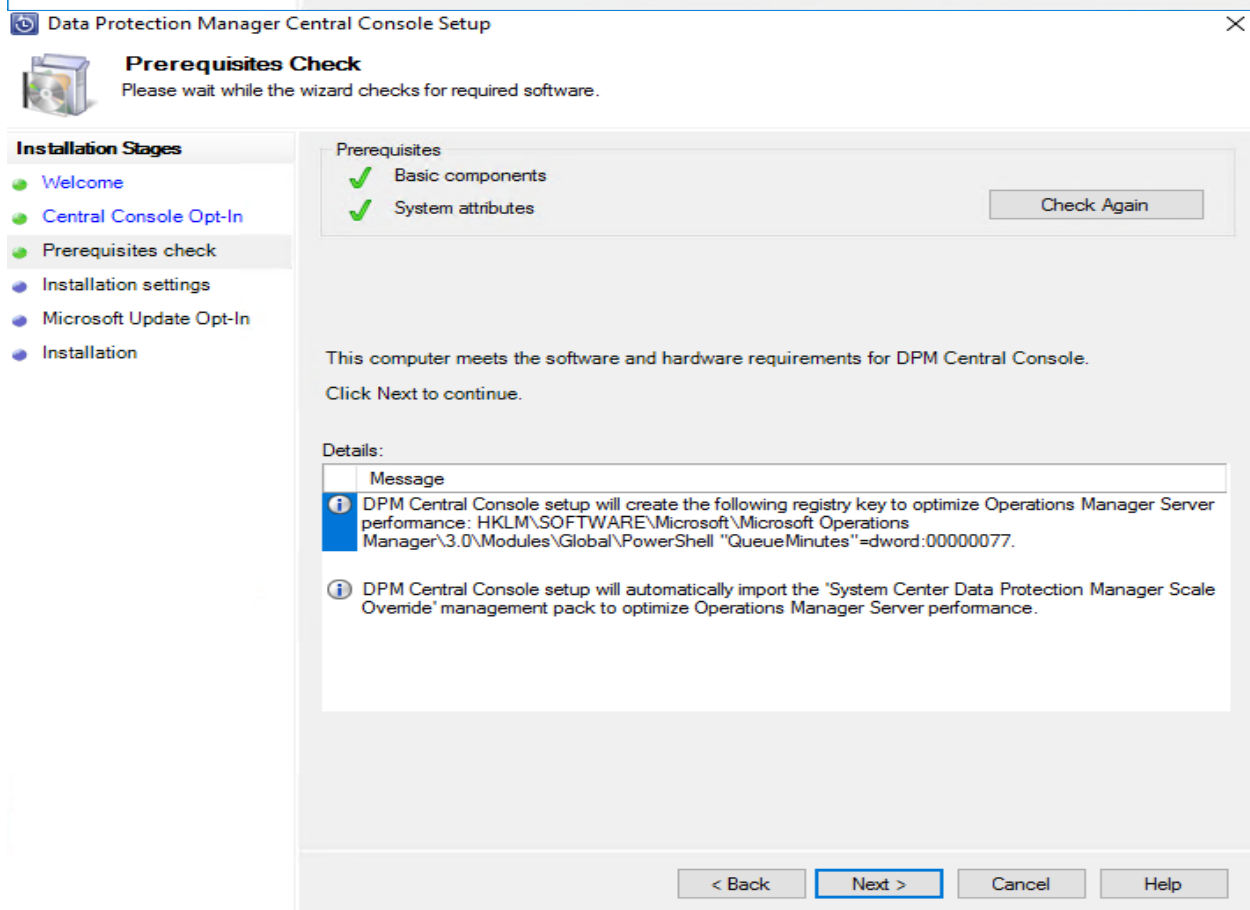 Data Protection Manager Central Console Setup
Prerequisites Check
Please wait while the wizard checks for required software.
Installation Stages
Welcome
Central Console Opt-In
Prerequisites check
Installation settings
Microsoft Update Opt-In
Installation
Prerequisites
Basic components
System attributes
Check Again
This computer meets the software and hardware requirements for DPM Central Console.
Click Next to continue.
Details:
Message
DPM Central Console setup will create the following registry key to optimize Operations Manager Server
performance: HKLM\SOFTWARE\Microsoft\Microsoft Operations
Manager\3.0\Modules\Global\PowerShell "QueueMinutes"=dword:00000077.
DPM Central Console setup will automatically import the 'System Center Data Protection Manager Scale
Override' management pack to optimize Operations Manager Server performance.
< Back
Next >
Cancel
Help